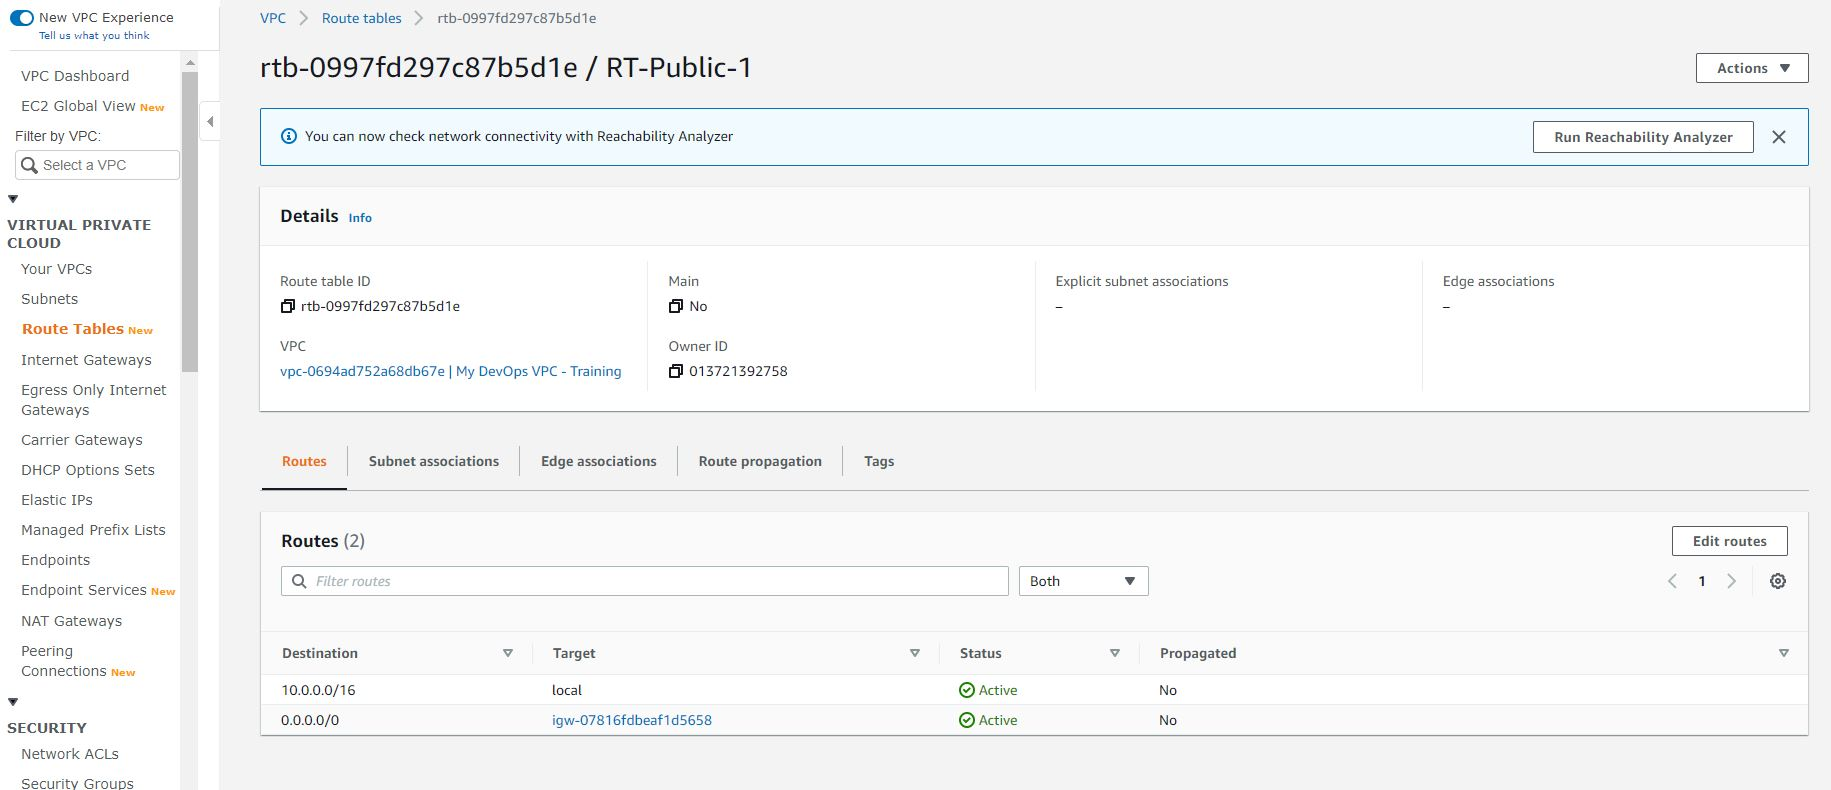 New VPC Experience
Tell us what you think
VPC Dashboard
EC2 Global View New
Filter by VPC:
Select a VPC
VIRTUAL PRIVATE
CLOUD
Your VPCs
Subnets
Route Tables New
Internet Gateways
Egress Only Internet
Gateways
Carrier Gateways
DHCP Options Sets
Elastic IPs
Managed Prefix Lists
Endpoints
Endpoint Services New
NAT Gateways
Peering
Connections New
SECURITY
Network ACLs
Security Groups
VPC > Route tables > rtb-0997fd297c87b5d1e
rtb-0997fd297c87b5d1e / RT-Public-1
Actions
You can now check network connectivity with Reachability Analyzer
Run Reachability Analyzer
Details Info
Route table ID
rtb-0997fd297c87b5d1e
Main
No
Explicit subnet associations
–
Edge associations
–
VPC
vpc-0694ad752a68db67e | My DevOps VPC - Training
Owner ID
013721392758
Routes Subnet associations Edge associations Route propagation Tags
Routes (2)
Edit routes
Filter routes
Both
1
Destination Target Status Propagated
10.0.0.0/16 local Active No
0.0.0.0/0 igw-07816fdbeaf1d5658 Active No